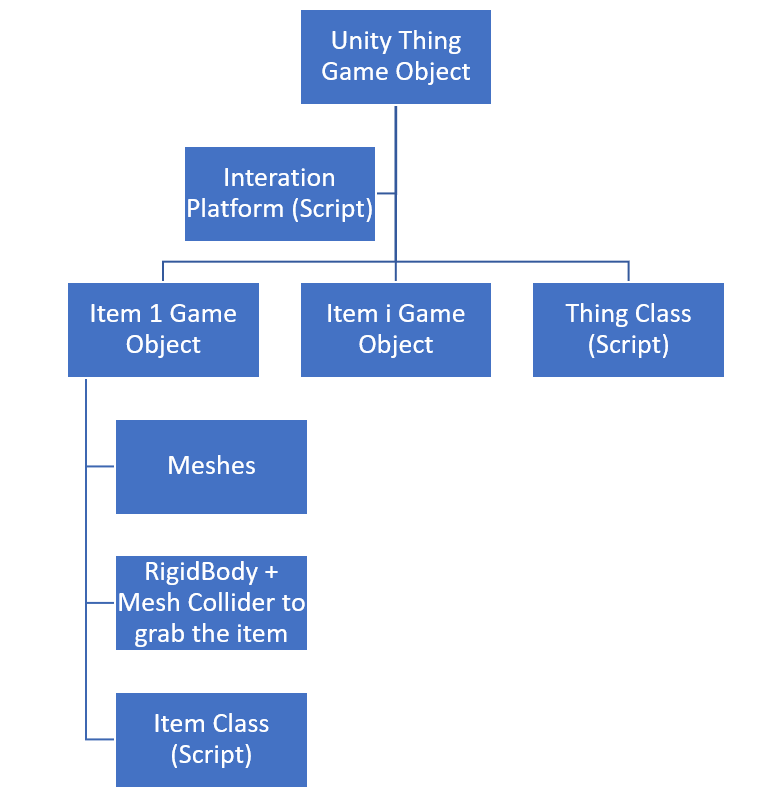 Unity Thing
Game Object
Interation
Platform (Script)
Item 1 Game
Object
Item i Game
Object
Thing Class
(Script)
Meshes
RigidBody +
Mesh Collider to
grab the item
Item Class
(Script)